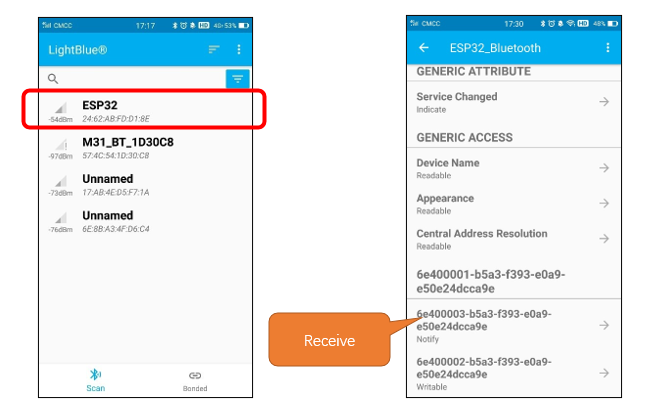 CMCC
17:17
HD
53%
LightBlue®
ESP32
-54dBm
24:62:AB:FD:D1:8E
M31_BT_1D30C8
-97dBm
57:4C:54:1D:30:C8
Unnamed
-73dBm
17:AB:4E:D5:F7:1A
Unnamed
-76dBm
6E:8B:A3:4F:D6:C4
Scan
Bonded
CMCC
17:30
HD
48%
ESP32_Bluetooth
GENERIC ATTRIBUTE
Service Changed
Indicate
GENERIC ACCESS
Device Name
Readable
Appearance
Readable
Central Address Resolution
Readable
6e400001-b5a3-f393-e0a9-
e50e24dcca9e
6e400003-b5a3-f393-e0a9-
e50e24dcca9e
Notify
6e400002-b5a3-f393-e0a9-
e50e24dcca9e
Writable
Receive